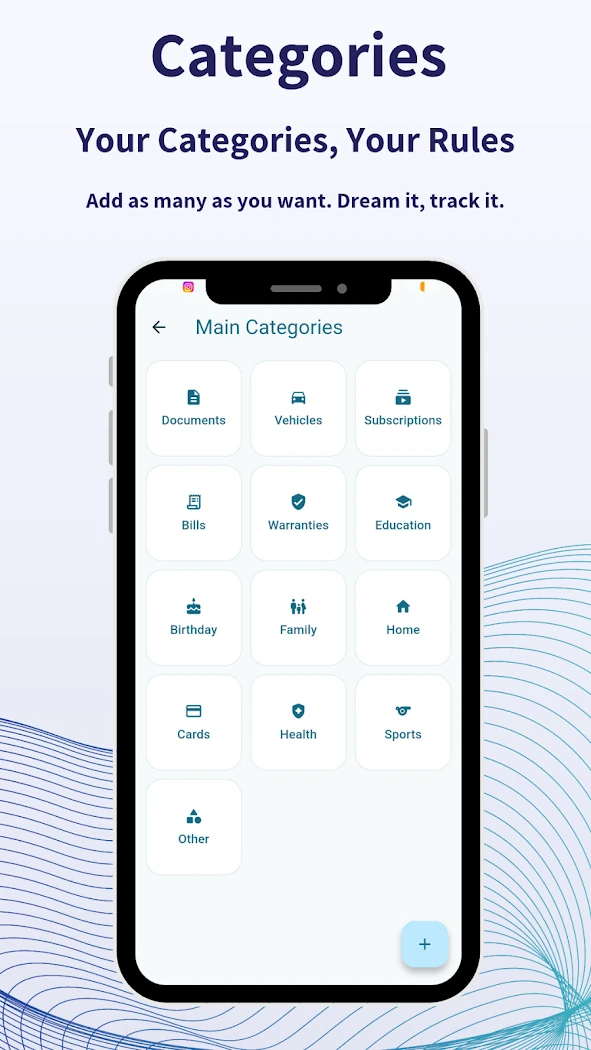 Categories
Your Categories, Your Rules
Add as many as you want. Dream it, track it.
Main Categories
Documents
Vehicles
Subscriptions
Bills
Warranties
Education
Birthday
Family
Home
Cards
Health
Sports
Other